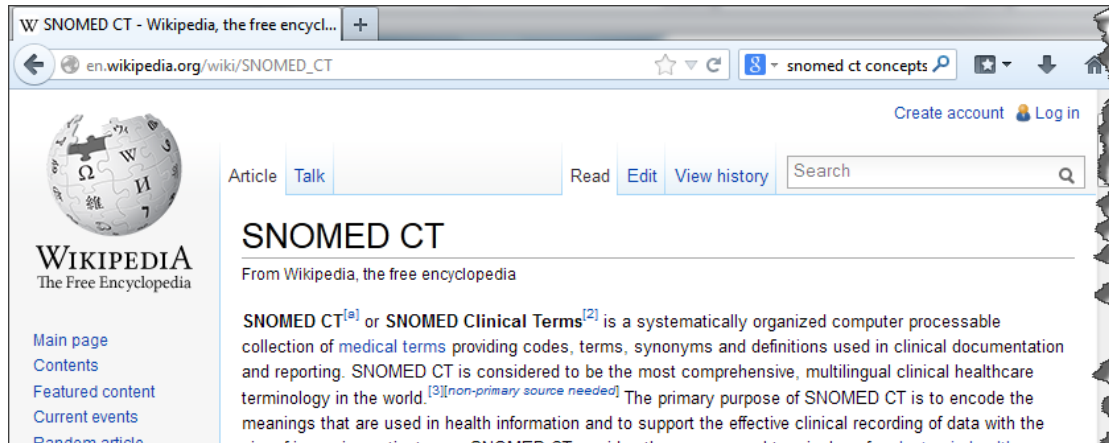 W SNOMED CT - Wikipedia, the free encycl... +
en.wikipedia.org/wiki/SNOMED_CT
8 snomed ct concepts
Create account Log in
Article Talk Read Edit View history Search
WIKIPEDIA
The Free Encyclopedia
SNOMED CT
From Wikipedia, the free encyclopedia
Main page
Contents
Featured content
Current events
Random article
SNOMED CT[a] or SNOMED Clinical Terms[2] is a systematically organized computer processable
collection of medical terms providing codes, terms, synonyms and definitions used in clinical documentation
and reporting. SNOMED CT is considered to be the most comprehensive, multilingual clinical healthcare
terminology in the world.[3][non-primary source needed] The primary purpose of SNOMED CT is to encode the
meanings that are used in health information and to support the effective clinical recording of data with the